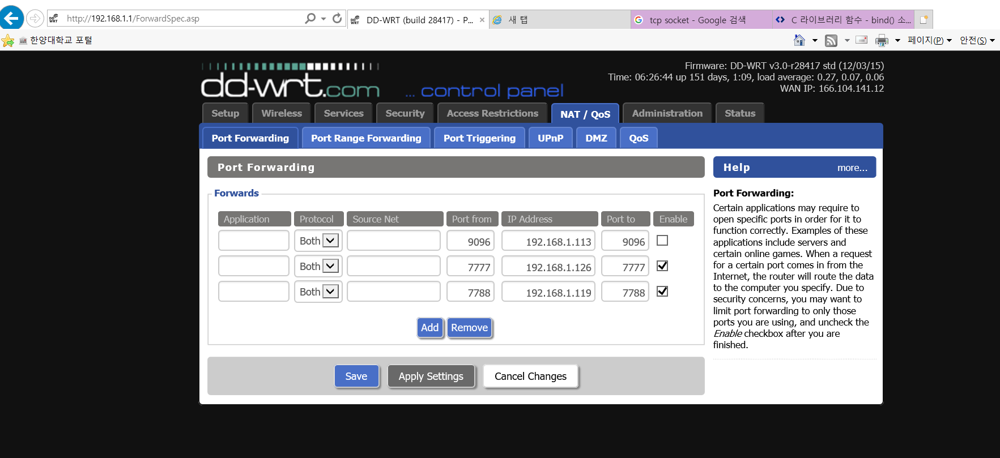 http://192.168.1.1/ForwardSpec.asp
DD-WRT (build 28417) - P...
새 탭
tcp socket - Google 검색
C 라이브러리 함수 - bind() 소...
한양대학교 포털
페이지(P)
안전(S)
Firmware: DD-WRT v3.0-r28417 std (12/03/15)
Time: 06:26:44 up 151 days, 1:09, load average: 0.27, 0.07, 0.06
WAN IP: 166.104.141.12
dd-wrt.com ... control panel
Setup Wireless Services Security Access Restrictions NAT / QoS Administration Status
Port Forwarding Port Range Forwarding Port Triggering UPnP DMZ QoS
Port Forwarding
Forwards
Application Protocol Source Net Port from IP Address Port to Enable
Both 9096 192.168.1.113 9096
Both 7777 192.168.1.126 7777
Both 7788 192.168.1.119 7788
Add Remove
Save Apply Settings Cancel Changes
Help more...
Port Forwarding:
Certain applications may require to
open specific ports in order for it to
function correctly. Examples of these
applications include servers and
certain online games. When a request
for a certain port comes in from the
Internet, the router will route the data
to the computer you specify. Due to
security concerns, you may want to
limit port forwarding to only those
ports you are using, and uncheck the
Enable checkbox after you are
finished.